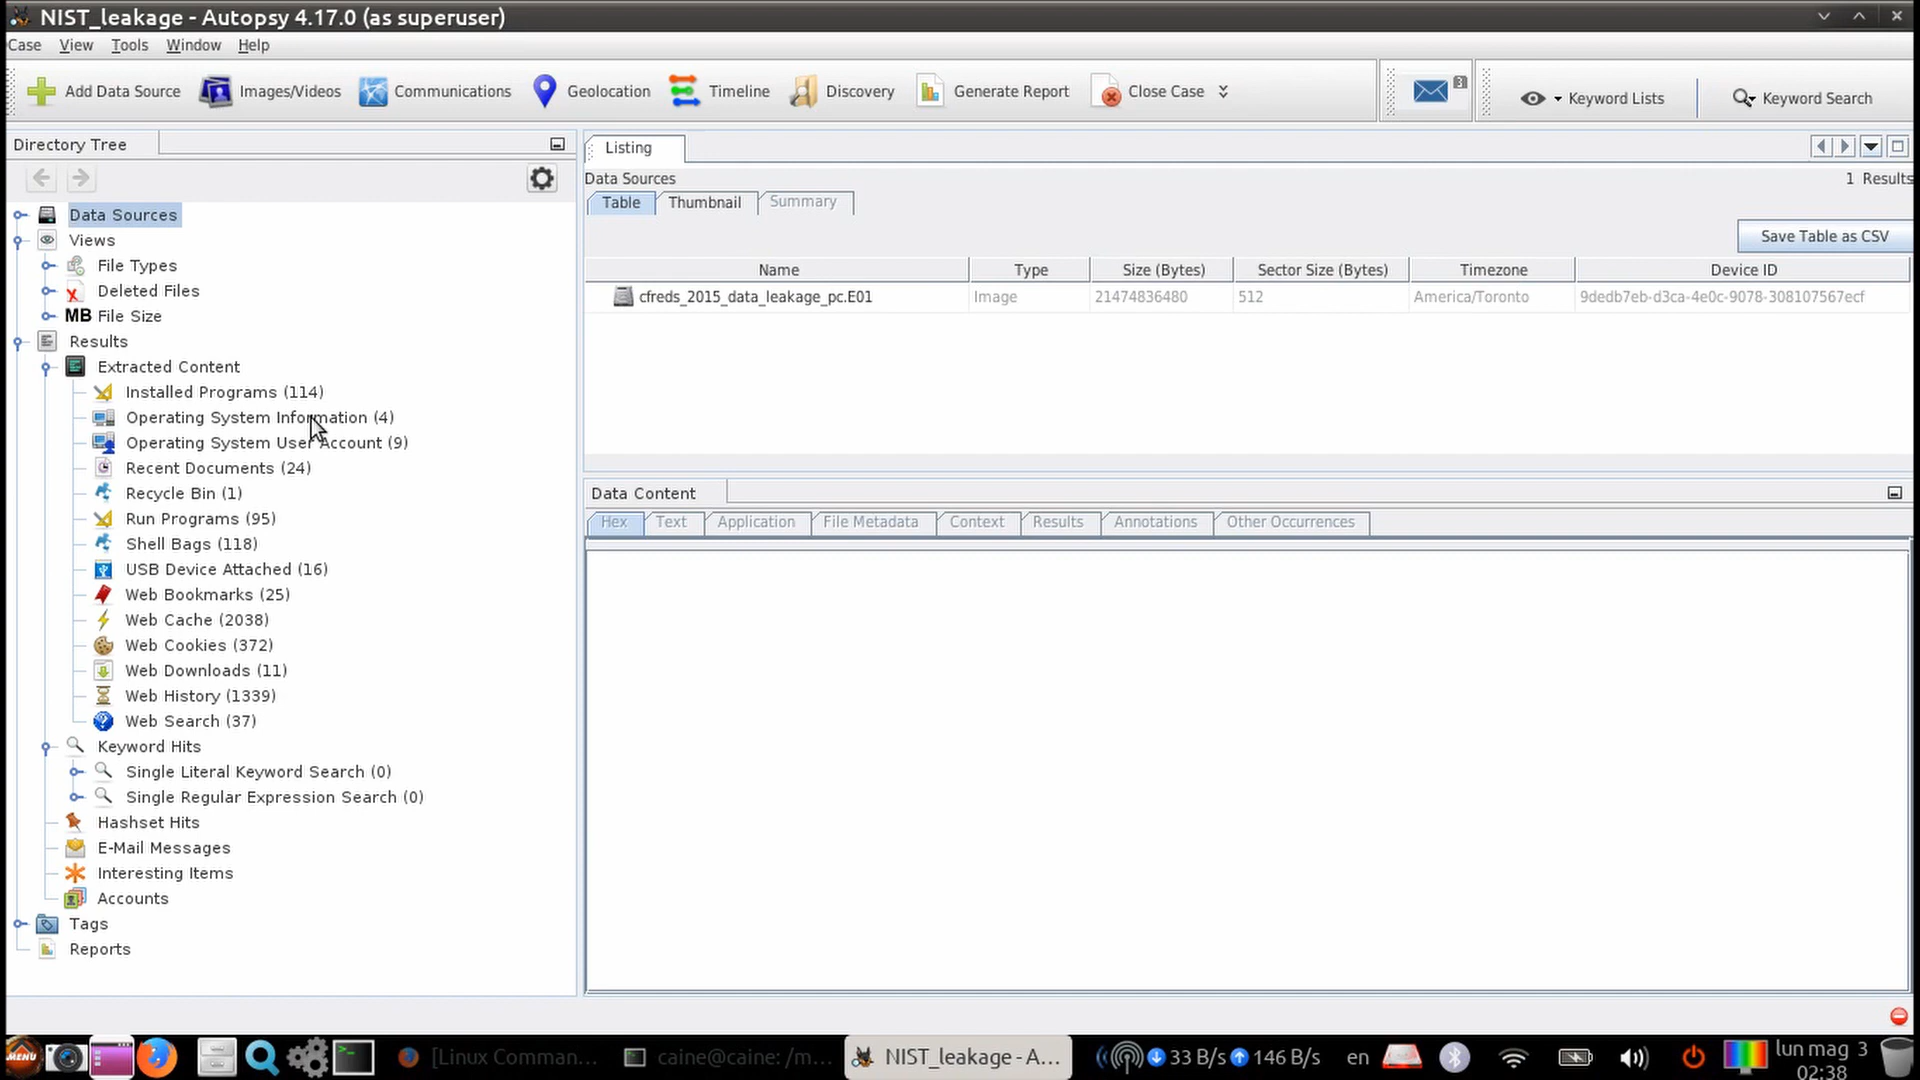 NIST_leakage - Autopsy 4.17.0 (as superuser)
Case View Tools Window Help
Add Data Source Images/Videos Communications Geolocation Timeline Discovery Generate Report Close Case 3 Keyword Lists Keyword Search
Directory Tree
Data Sources
Views
File Types
Deleted Files
MB File Size
Results
Extracted Content
Installed Programs (114)
Operating System Information (4)
Operating System User Account (9)
Recent Documents (24)
Recycle Bin (1)
Run Programs (95)
Shell Bags (118)
USB Device Attached (16)
Web Bookmarks (25)
Web Cache (2038)
Web Cookies (372)
Web Downloads (11)
Web History (1339)
Web Search (37)
Keyword Hits
Single Literal Keyword Search (0)
Single Regular Expression Search (0)
Hashset Hits
E-Mail Messages
Interesting Items
Accounts
Tags
Reports
Listing
Data Sources 1 Results
Table Thumbnail Summary
Save Table as CSV
Name Type Size (Bytes) Sector Size (Bytes) Timezone Device ID
cfreds_2015_data_leakage_pc.E01 Image 21474836480 512 America/Toronto 9dedb7eb-d3ca-4e0c-9078-308107567ecf
Data Content
Hex Text Application File Metadata Context Results Annotations Other Occurrences
MENU [Linux Comman... caine@caine: /m... NIST_leakage - A... 33 B/s 146 B/s en lun mag 3
02:38